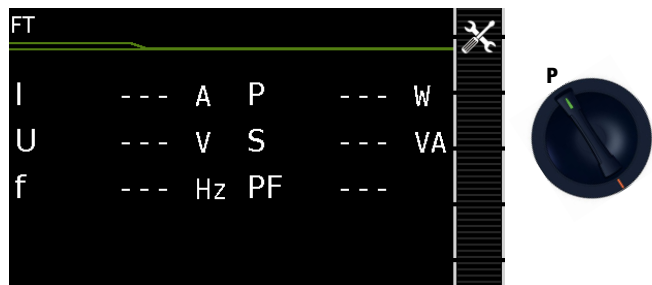 FT
I --- A P --- W
U --- V S --- VA
f --- Hz PF ---
P